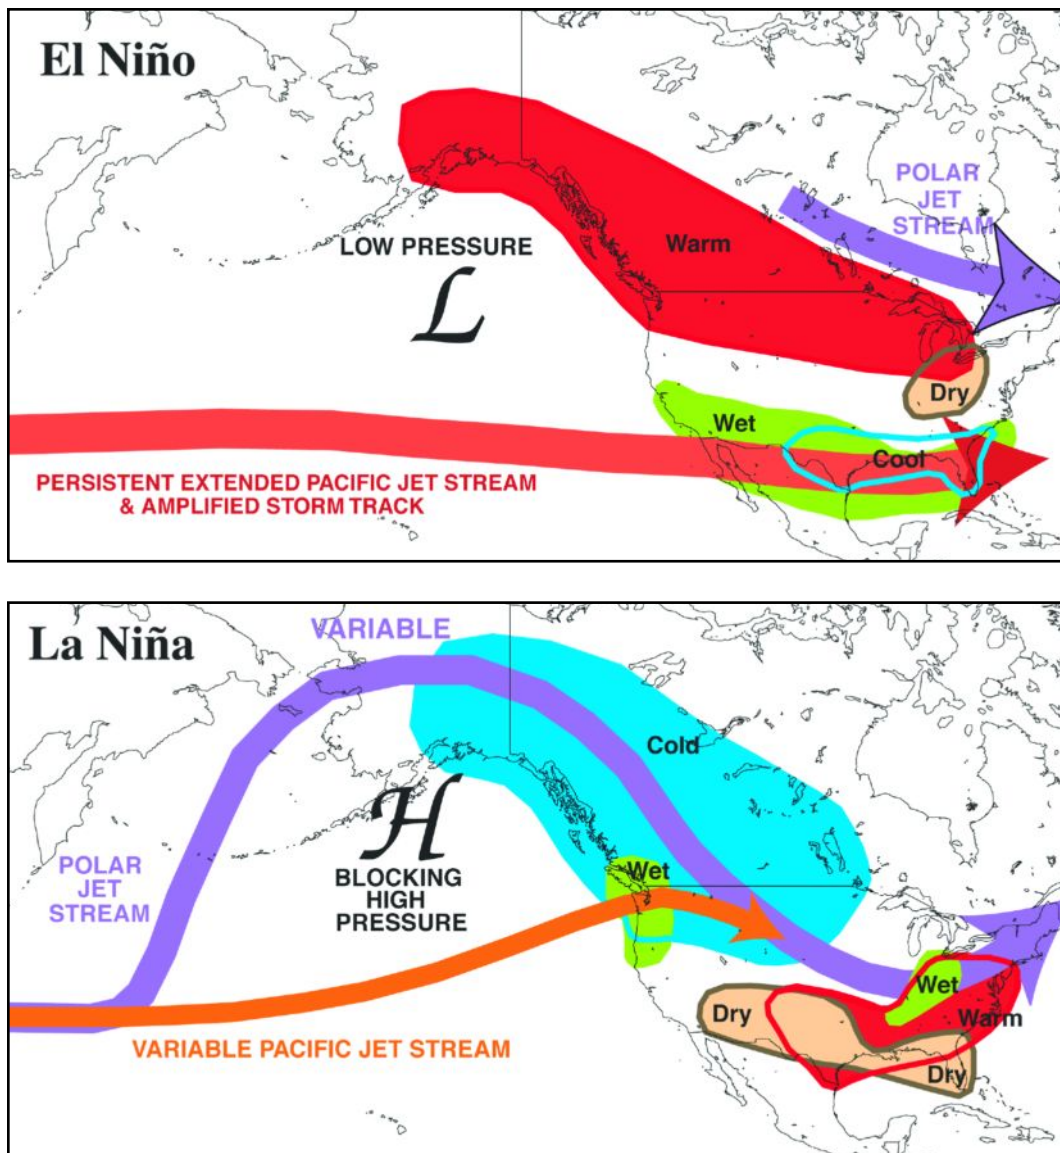 El Niño
POLAR
JET
STREAM
Warm
LOW PRESSURE
L
Dry
Wet
Cool
PERSISTENT EXTENDED PACIFIC JET STREAM
& AMPLIFIED STORM TRACK
La Niña
VARIABLE
Cold
H
POLAR
JET
STREAM
BLOCKING
HIGH
PRESSURE
Wet
Wet
Dry
Warm
VARIABLE PACIFIC JET STREAM
Dry